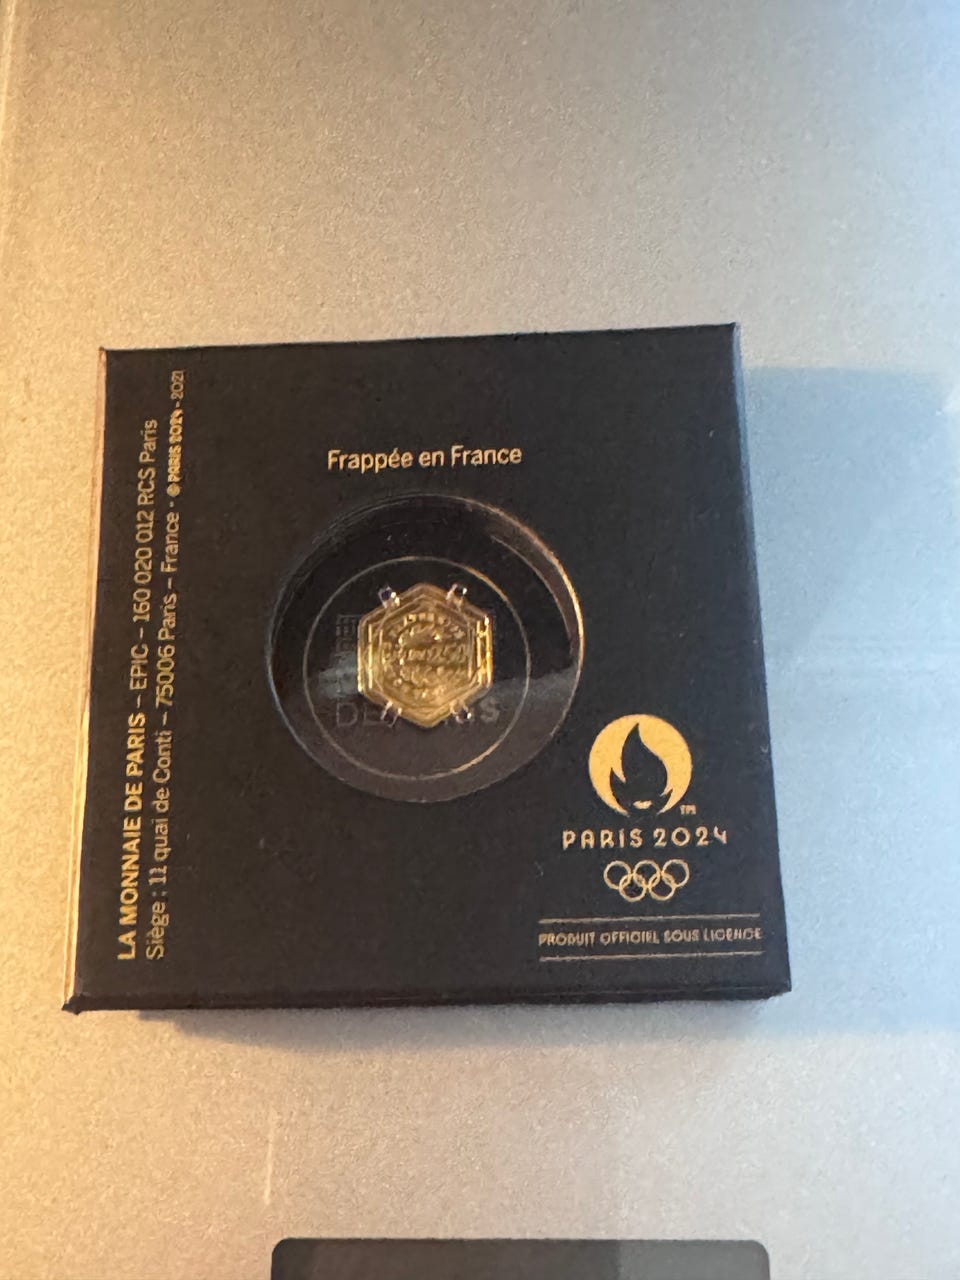 LA MONNAIE DE PARIS – EPIC – 160 020 012 RCS Paris
Siège : 11 quai de Conti – 75006 Paris – France - © PARIS 2024 - 2021
Frappée en France
TM
PARIS 2024
PRODUIT OFFICIEL SOUS LICENCE